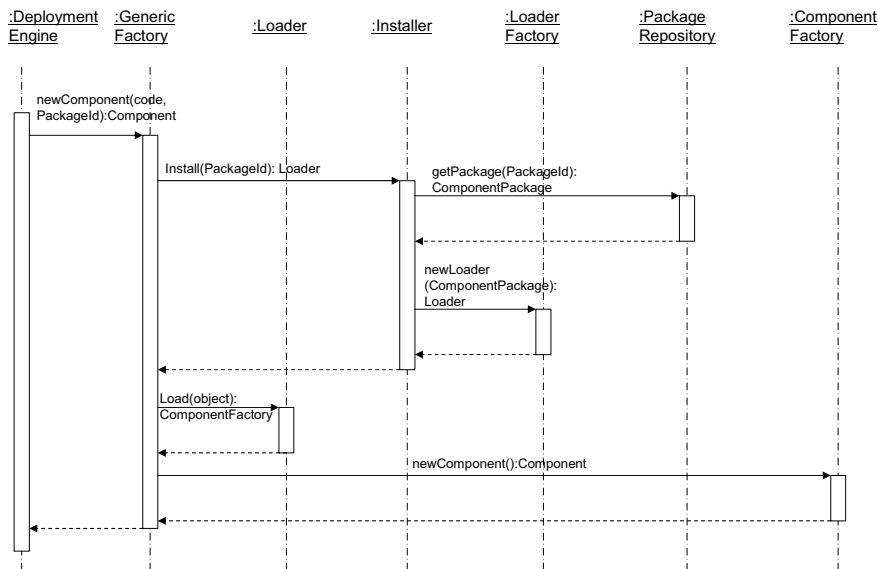 :Deployment
Engine
:Generic
Factory
:Loader
:Installer
:Loader
Factory
:Package
Repository
:Component
Factory
newComponent(code,
PackageId):Component
Install(PackageId): Loader
getPackage(PackageId):
ComponentPackage
newLoader
(ComponentPackage):
Loader
Load(object):
ComponentFactory
newComponent():Component